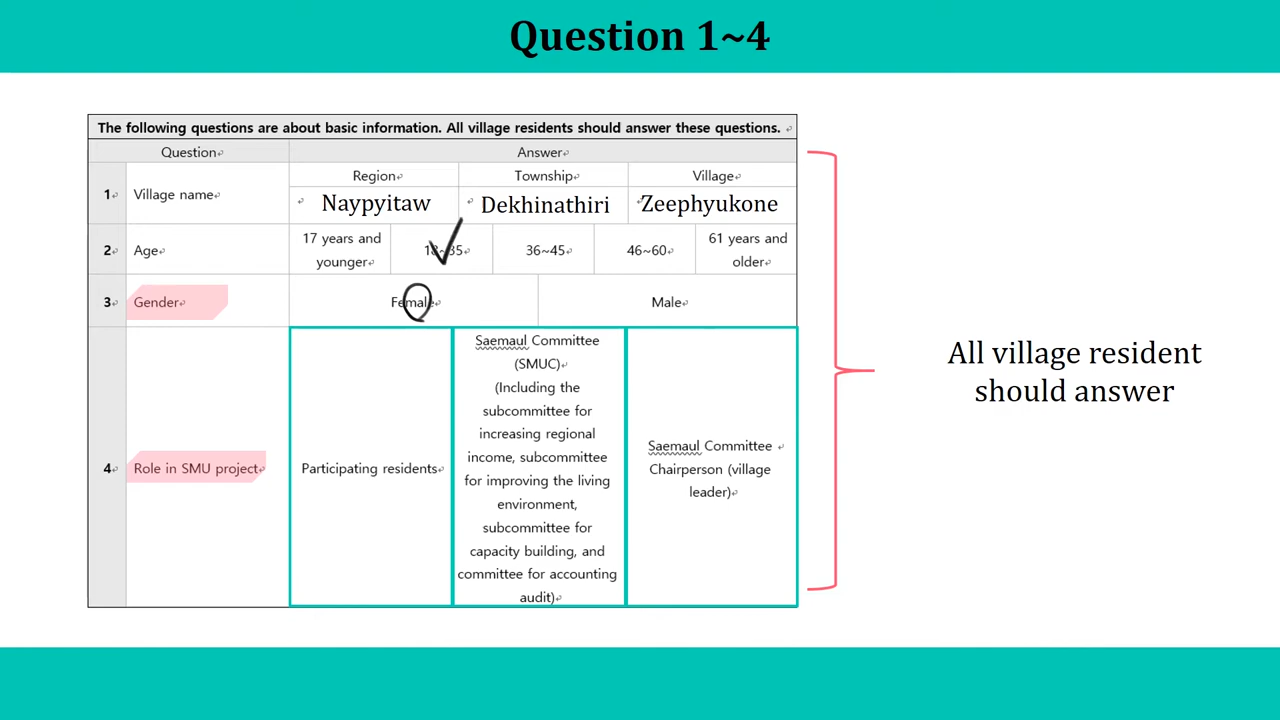 Question 1~4
The following questions are about basic information. All village residents should answer these questions.
Question Answer
1 Village name Region Township Village
Naypyitaw Dekhinathiri Zeephyukone
2 Age 17 years and younger 18~35 36~45 46~60 61 years and older
3 Gender Female Male
4 Role in SMU project
Participating residents
Saemaul Committee
(SMUC)
(Including the
subcommittee for
increasing regional
income, subcommittee
for improving the living
environment,
subcommittee for
capacity building, and
committee for accounting
audit)
Saemaul Committee
Chairperson (village
leader)
All village resident
should answer